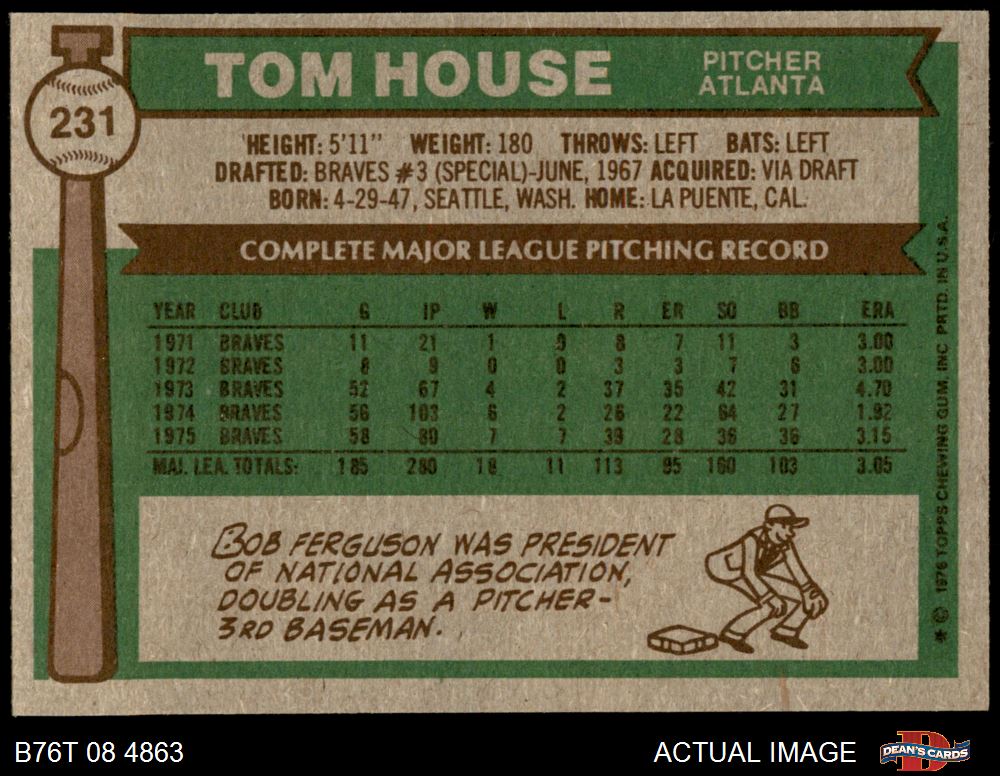 TOM HOUSE
PITCHER
ATLANTA
231
HEIGHT: 5'11" WEIGHT: 180 THROWS: LEFT BATS: LEFT
DRAFTED: BRAVES #3 (SPECIAL)-JUNE, 1967 ACQUIRED: VIA DRAFT
BORN: 4-29-47, SEATTLE, WASH. HOME: LA PUENTE, CAL.
COMPLETE MAJOR LEAGUE PITCHING RECORD
YEAR CLUB G IP W L R ER SO BB ERA
1971 BRAVES 11 21 1 0 8 7 11 3 3.00
1972 BRAVES 8 9 0 0 3 3 7 6 3.00
1973 BRAVES 52 67 4 2 37 35 42 31 4.70
1974 BRAVES 56 103 6 2 26 22 64 27 1.92
1975 BRAVES 58 80 7 7 39 28 36 36 3.15
MAJ. LEA. TOTALS: 185 280 18 11 113 95 160 103 3.05
BOB FERGUSON WAS PRESIDENT
OF NATIONAL ASSOCIATION,
DOUBLING AS A PITCHER-
3RD BASEMAN.
* © 1976 TOPPS CHEWING GUM, INC. PRTD. IN U.S.A.
B76T 08 4863
ACTUAL IMAGE
D
DEAN'S CARDS